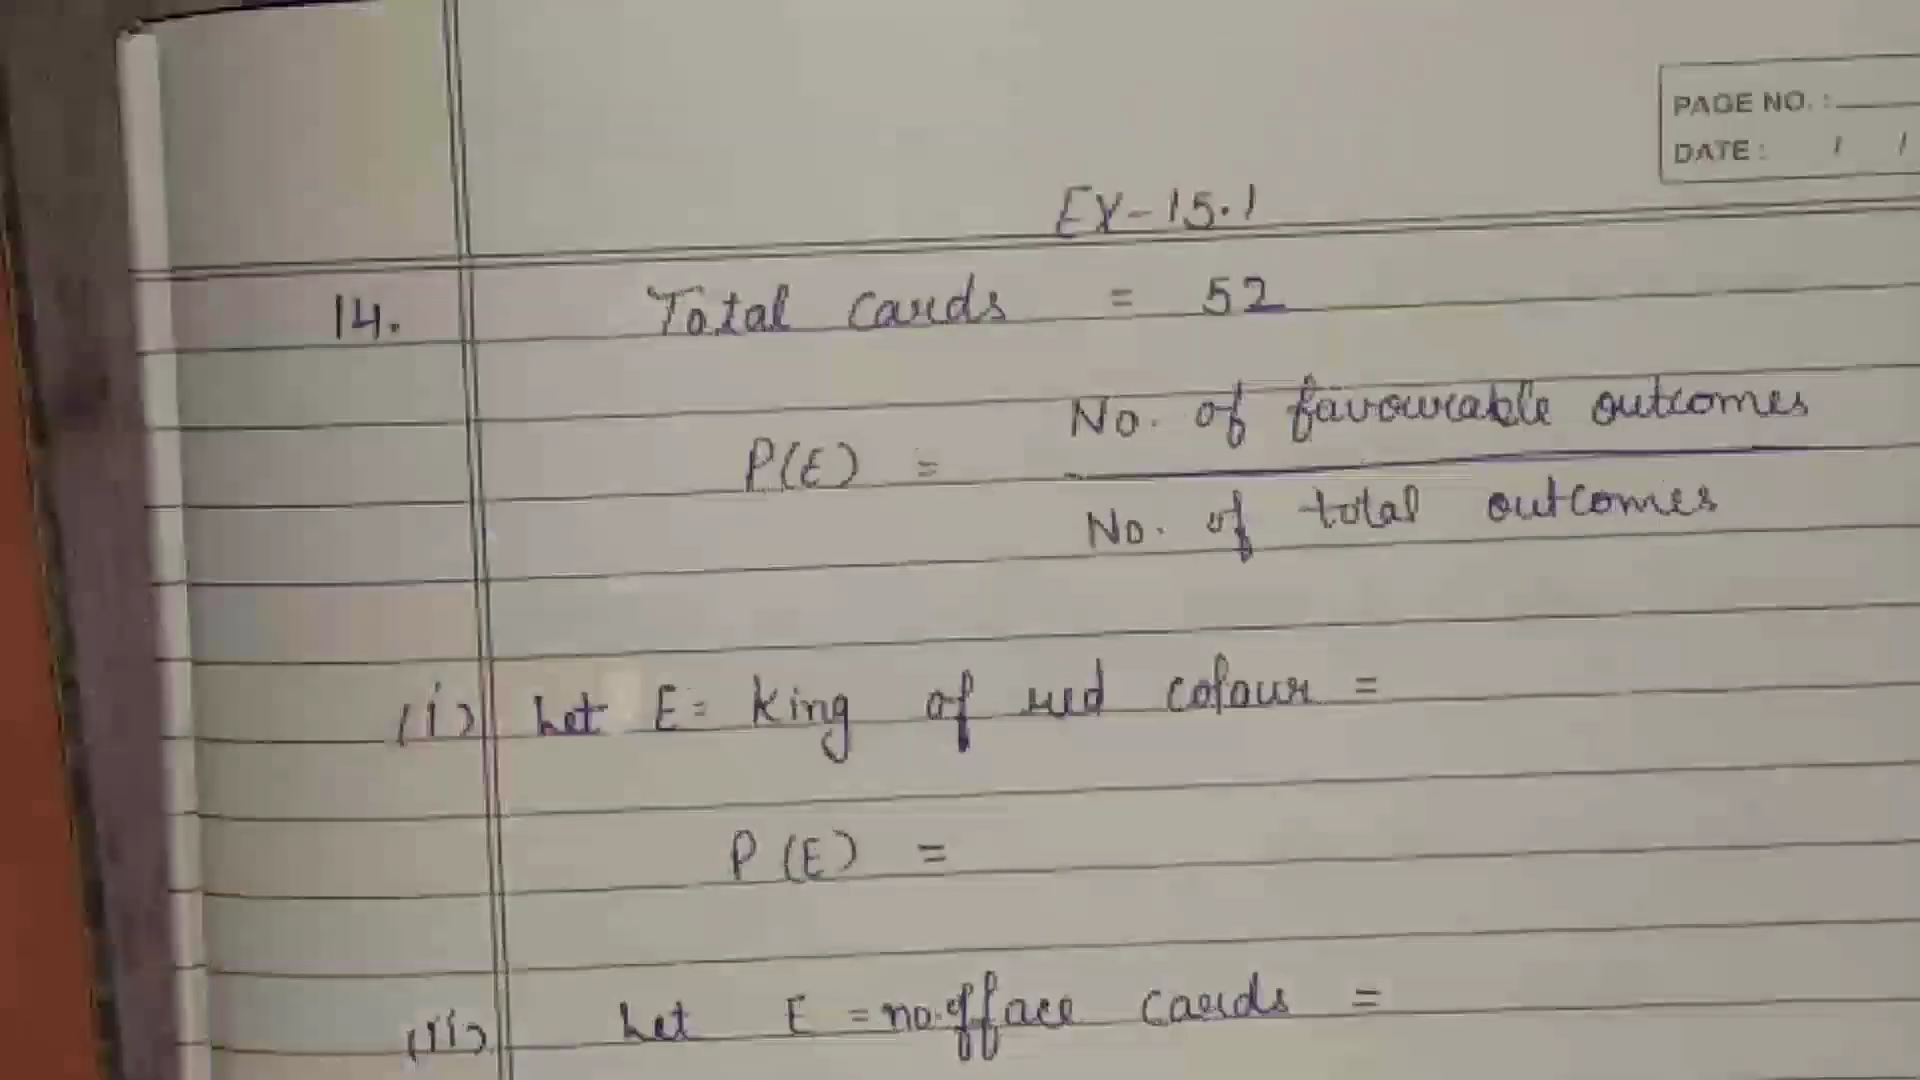 PAGE NO. :
DATE : / /
EX-15.1
14. Total cards = 52
P(E) = No. of favourable outcomes
No. of total outcomes
(i) Let E = King of red colour =
P(E) =
(ii) Let E = no. of face cards =